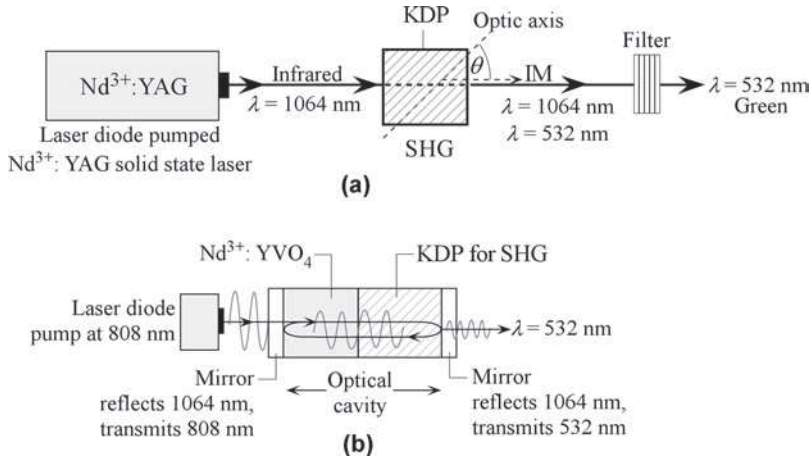 KDP
Optic axis
Nd³⁺:YAG
Infrared
λ = 1064 nm
θ
IM
λ = 1064 nm
λ = 532 nm
Filter
λ = 532 nm
Green
Laser diode pumped
Nd³⁺: YAG solid state laser
SHG
(a)
Nd³⁺: YVO₄
KDP for SHG
Laser diode
pump at 808 nm
λ = 532 nm
Mirror
reflects 1064 nm,
transmits 808 nm
Optical
cavity
Mirror
reflects 1064 nm,
transmits 532 nm
(b)